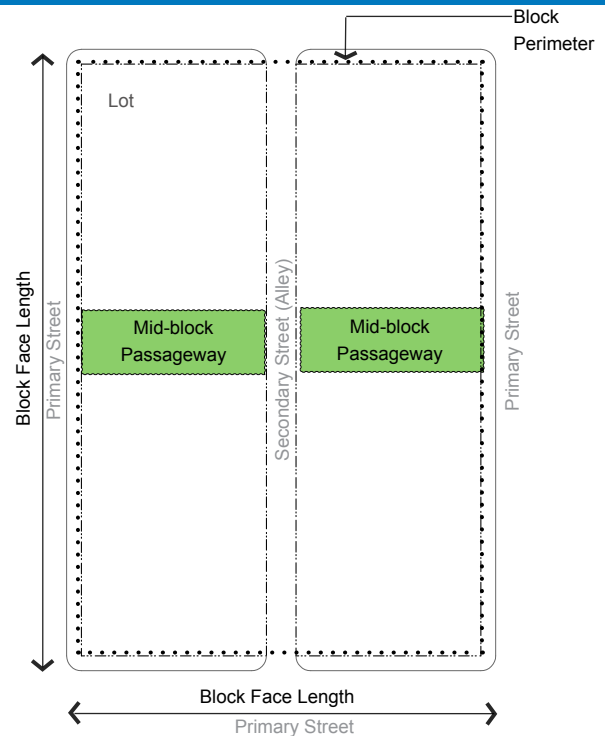 Block
Perimeter
Lot
Block Face Length
Primary Street
Mid-block
Passageway
Secondary Street (Alley)
Mid-block
Passageway
Primary Street
Block Face Length
Primary Street